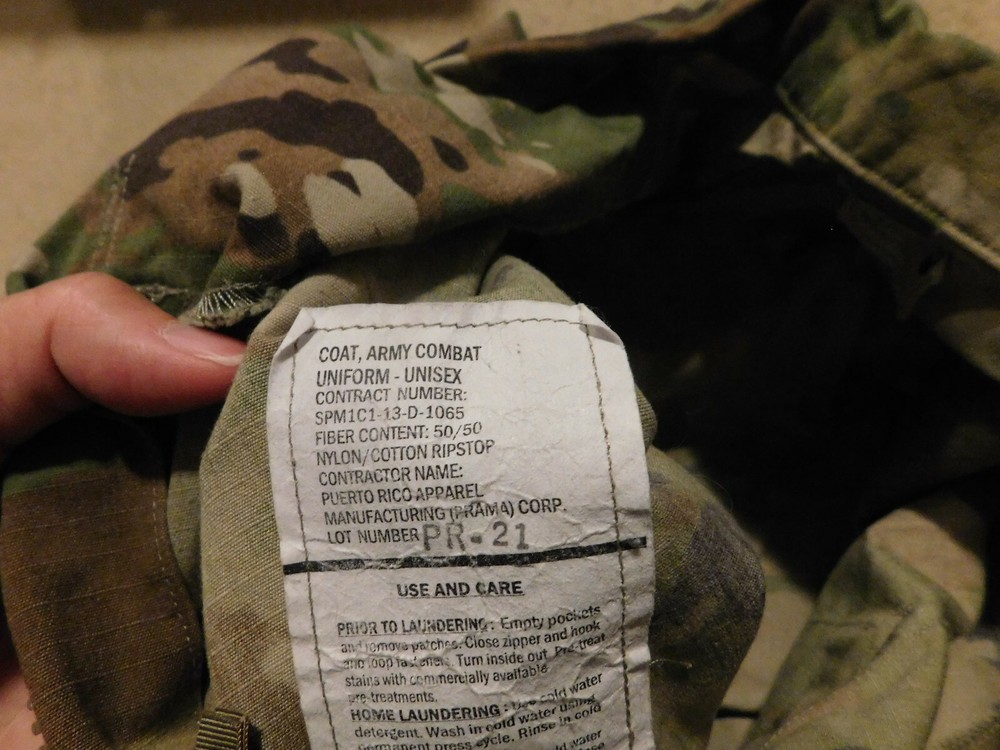 COAT, ARMY COMBAT
UNIFORM - UNISEX
CONTRACT NUMBER:
SPM1C1-13-D-1065
FIBER CONTENT: 50/50
NYLON/COTTON RIPSTOP
CONTRACTOR NAME:
PUERTO RICO APPAREL
MANUFACTURING (PRAMA) CORP.
LOT NUMBER PR-21
USE AND CARE
PRIOR TO LAUNDERING: Empty pockets
and remove patches. Close zipper and hook
and loop fasteners. Turn inside out. Pre-treat
stains with commercially available
pre-treatments.
HOME LAUNDERING: Use cold water
detergent. Wash in cold water using
permanent press cycle. Rinse in cold
water